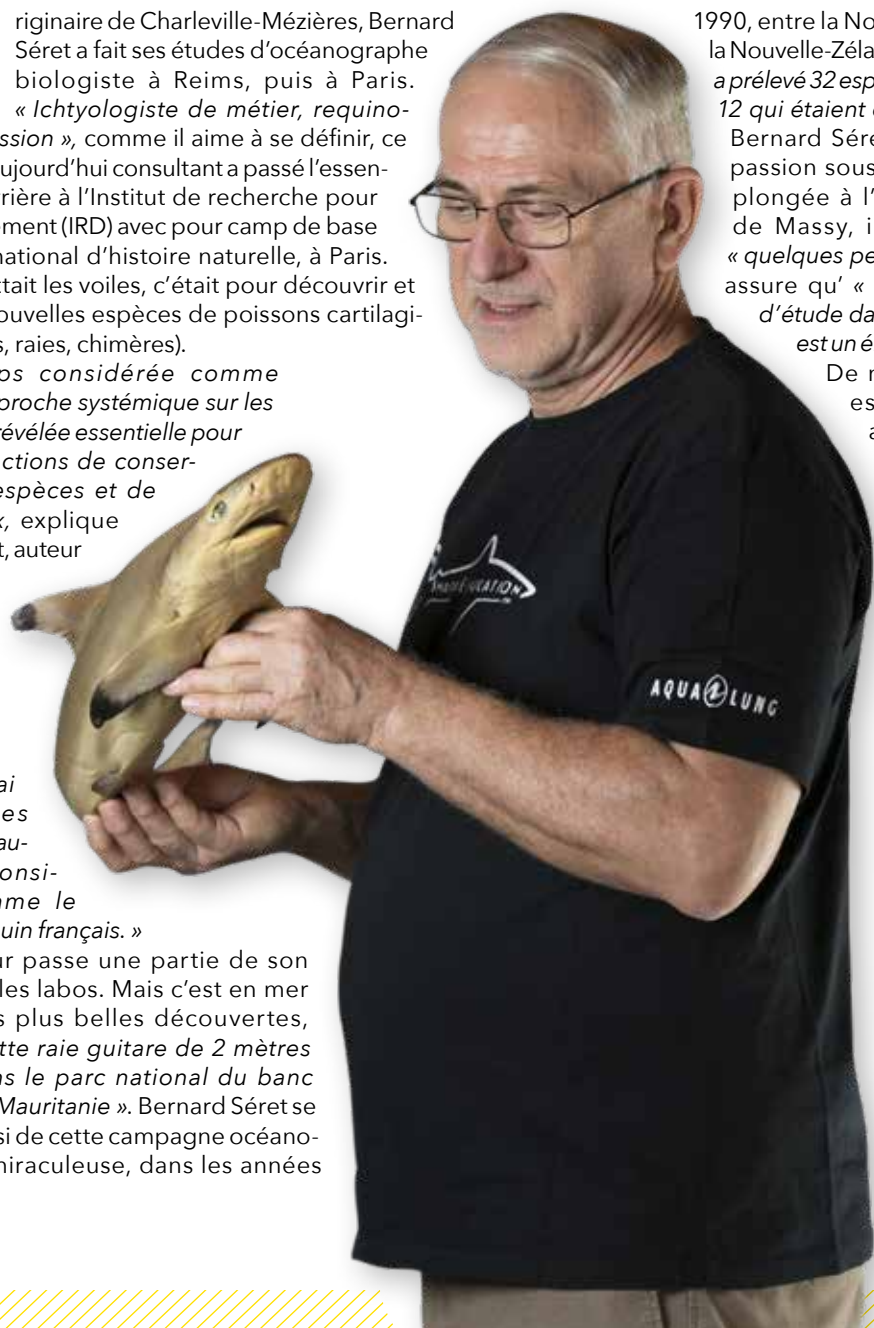 riginaire de Charleville-Mézières, Bernard
Séret a fait ses études d'océanographe
biologiste à Reims, puis à Paris.
« Ichtyologiste de métier, requino-
ssion », comme il aime à se définir, ce
ujourd'hui consultant a passé l'essen-
rrière à l'Institut de recherche pour
ement (IRD) avec pour camp de base
national d'histoire naturelle, à Paris.
ttait les voiles, c'était pour découvrir et
ouvelles espèces de poissons cartilagi-
s, raies, chimères).
ps considérée comme
proche systémique sur les
révélée essentielle pour
ctions de conser-
espèces et de
x, explique
t, auteur
ai
es
au-
onsi-
me le
uin français. »
ur passe une partie de son
les labos. Mais c'est en mer
s plus belles découvertes,
tte raie guitare de 2 mètres
ns le parc national du banc
Mauritanie ». Bernard Séret se
si de cette campagne océano-
miraculeuse, dans les années
1990, entre la No
la Nouvelle-Zéla
a prélevé 32 esp
12 qui étaient
Bernard Sére
passion sous
plongée à l'
de Massy, i
« quelques pe
assure qu' «
d'étude da
est un é
De r
es
a
AQUA LUNG